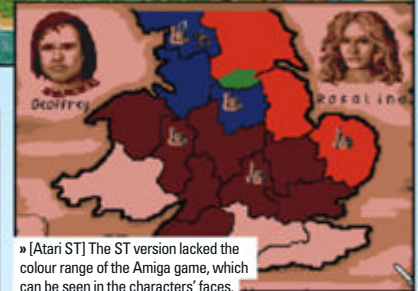 Geoffrey
Rosalind
» [Atari ST] The ST version lacked the
colour range of the Amiga game, which
can be seen in the characters’ faces.